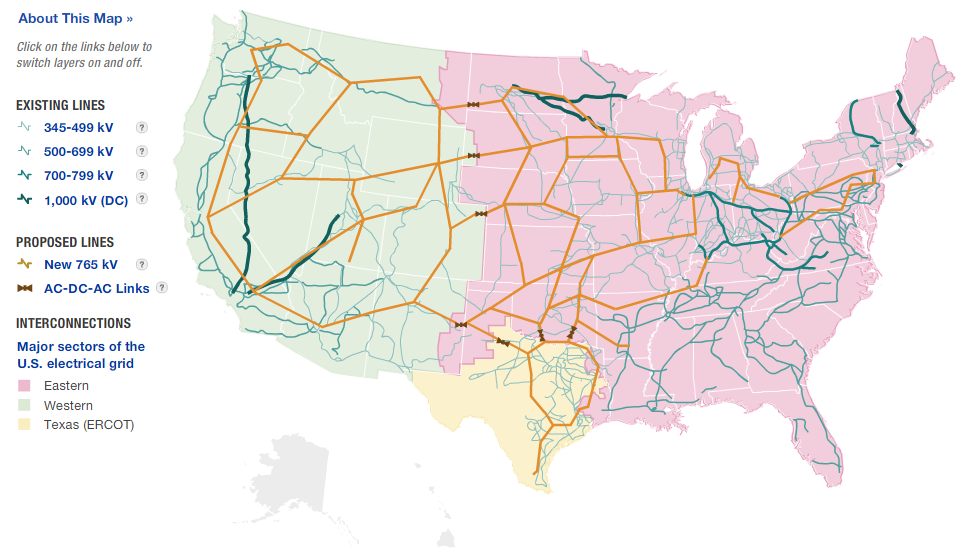 About This Map »
Click on the links below to
switch layers on and off.
EXISTING LINES
345-499 kV ?
500-699 kV ?
700-799 kV ?
1,000 kV (DC) ?
PROPOSED LINES
New 765 kV ?
AC-DC-AC Links ?
INTERCONNECTIONS
Major sectors of the
U.S. electrical grid
Eastern
Western
Texas (ERCOT)